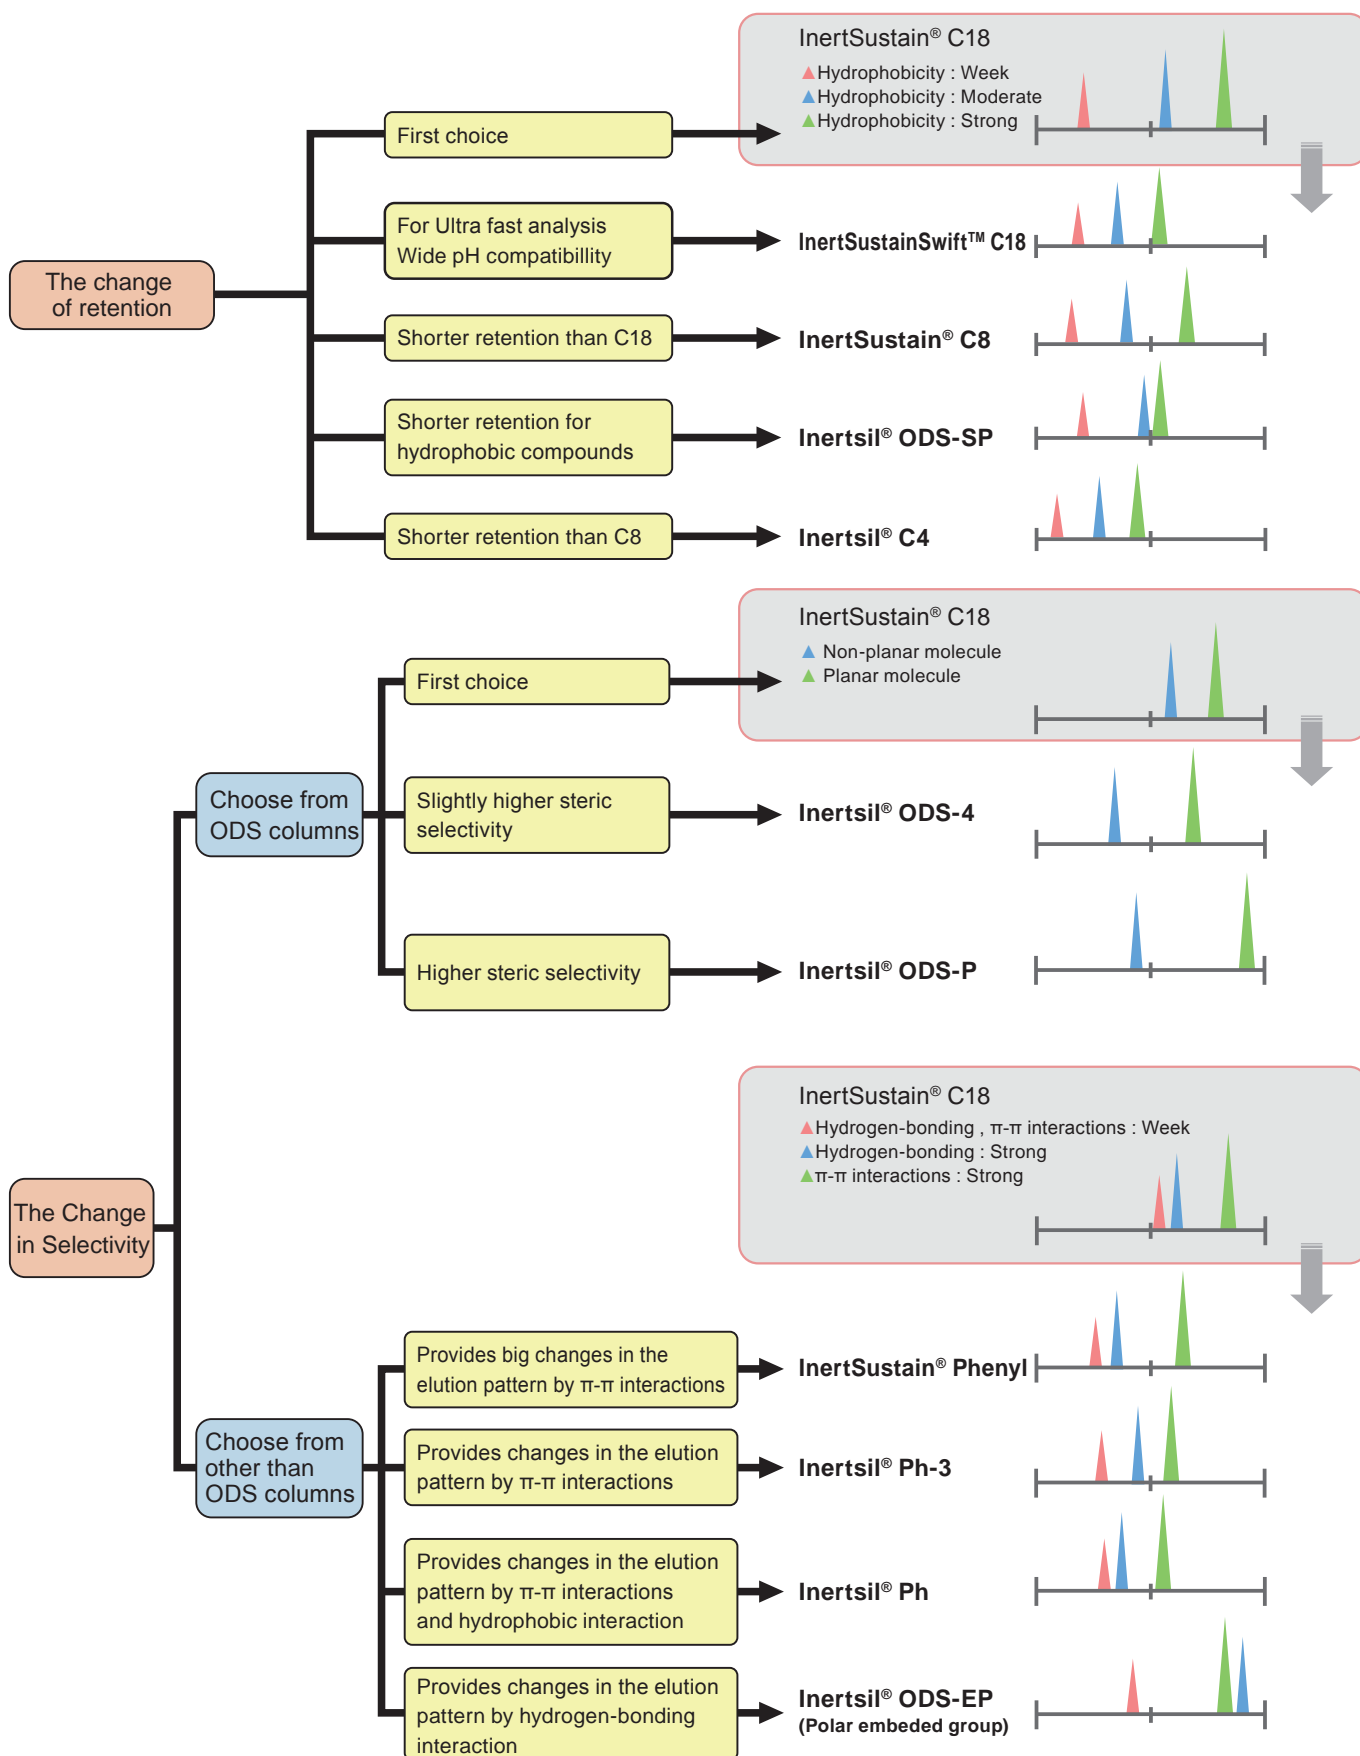 InertSustain® C18
▲Hydrophobicity : Week
▲Hydrophobicity : Moderate
▲Hydrophobicity : Strong
First choice
For Ultra fast analysis
Wide pH compatibillity
InertSustainSwift™ C18
The change
of retention
Shorter retention than C18
InertSustain® C8
Shorter retention for
hydrophobic compounds
Inertsil® ODS-SP
Shorter retention than C8
Inertsil® C4
InertSustain® C18
▲ Non-planar molecule
▲ Planar molecule
First choice
Choose from
ODS columns
Slightly higher steric
selectivity
Inertsil® ODS-4
Higher steric selectivity
Inertsil® ODS-P
InertSustain® C18
▲Hydrogen-bonding , π-π interactions : Week
▲Hydrogen-bonding : Strong
▲π-π interactions : Strong
The Change
in Selectivity
Provides big changes in the
elution pattern by π-π interactions
InertSustain® Phenyl
Choose from
other than
ODS columns
Provides changes in the elution
pattern by π-π interactions
Inertsil® Ph-3
Provides changes in the elution
pattern by π-π interactions
and hydrophobic interaction
Inertsil® Ph
Provides changes in the elution
pattern by hydrogen-bonding
interaction
Inertsil® ODS-EP
(Polar embeded group)